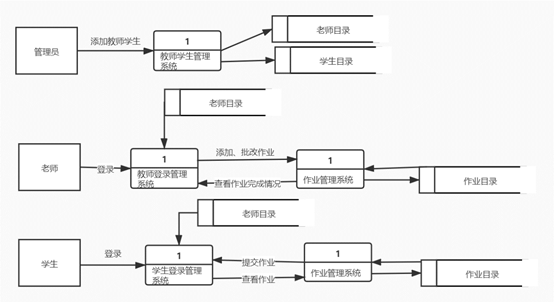 老师目录
添加教师学生
1
管理员
教师学生管理
系统
学生目录
老师目录
添加、批改作业
1
1
老师
登录
教师登录管理
系统
查看作业完成情况
作业管理系统
作业目录
老师目录
1
1
学生
登录
提交作业
学生登录管理
系统
查看作业
作业管理系统
作业目录